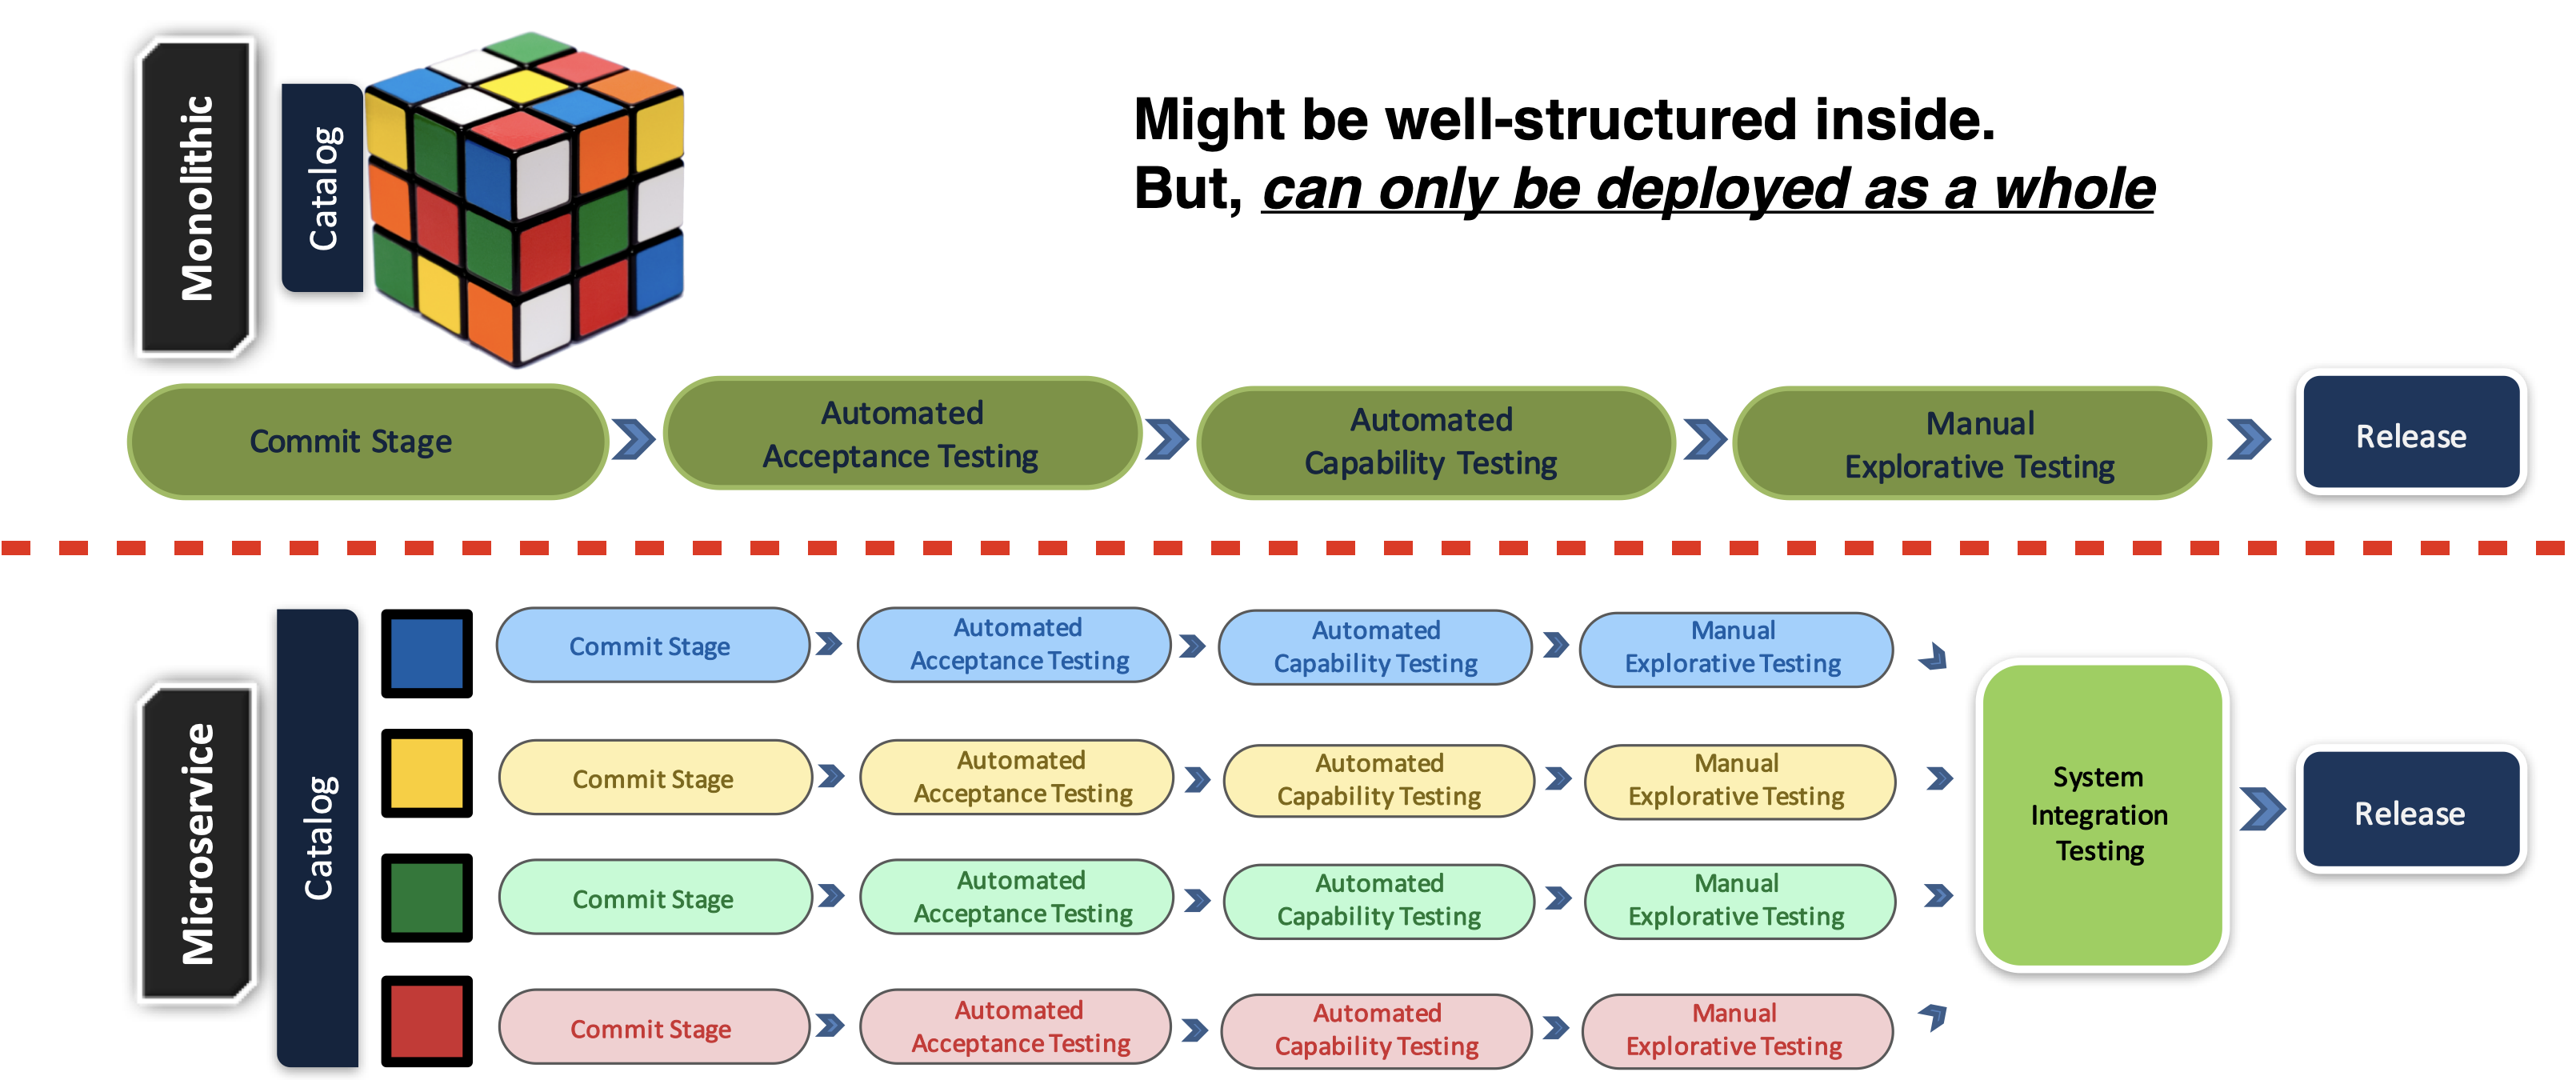 Monolithic
Catalog
Might be well-structured inside.
But, can only be deployed as a whole
Commit Stage
Automated
Acceptance Testing
Automated
Capability Testing
Manual
Explorative Testing
Release
Microservice
Catalog
Commit Stage
Automated
Acceptance Testing
Automated
Capability Testing
Manual
Explorative Testing
Commit Stage
Automated
Acceptance Testing
Automated
Capability Testing
Manual
Explorative Testing
Commit Stage
Automated
Acceptance Testing
Automated
Capability Testing
Manual
Explorative Testing
Commit Stage
Automated
Acceptance Testing
Automated
Capability Testing
Manual
Explorative Testing
System
Integration
Testing
Release